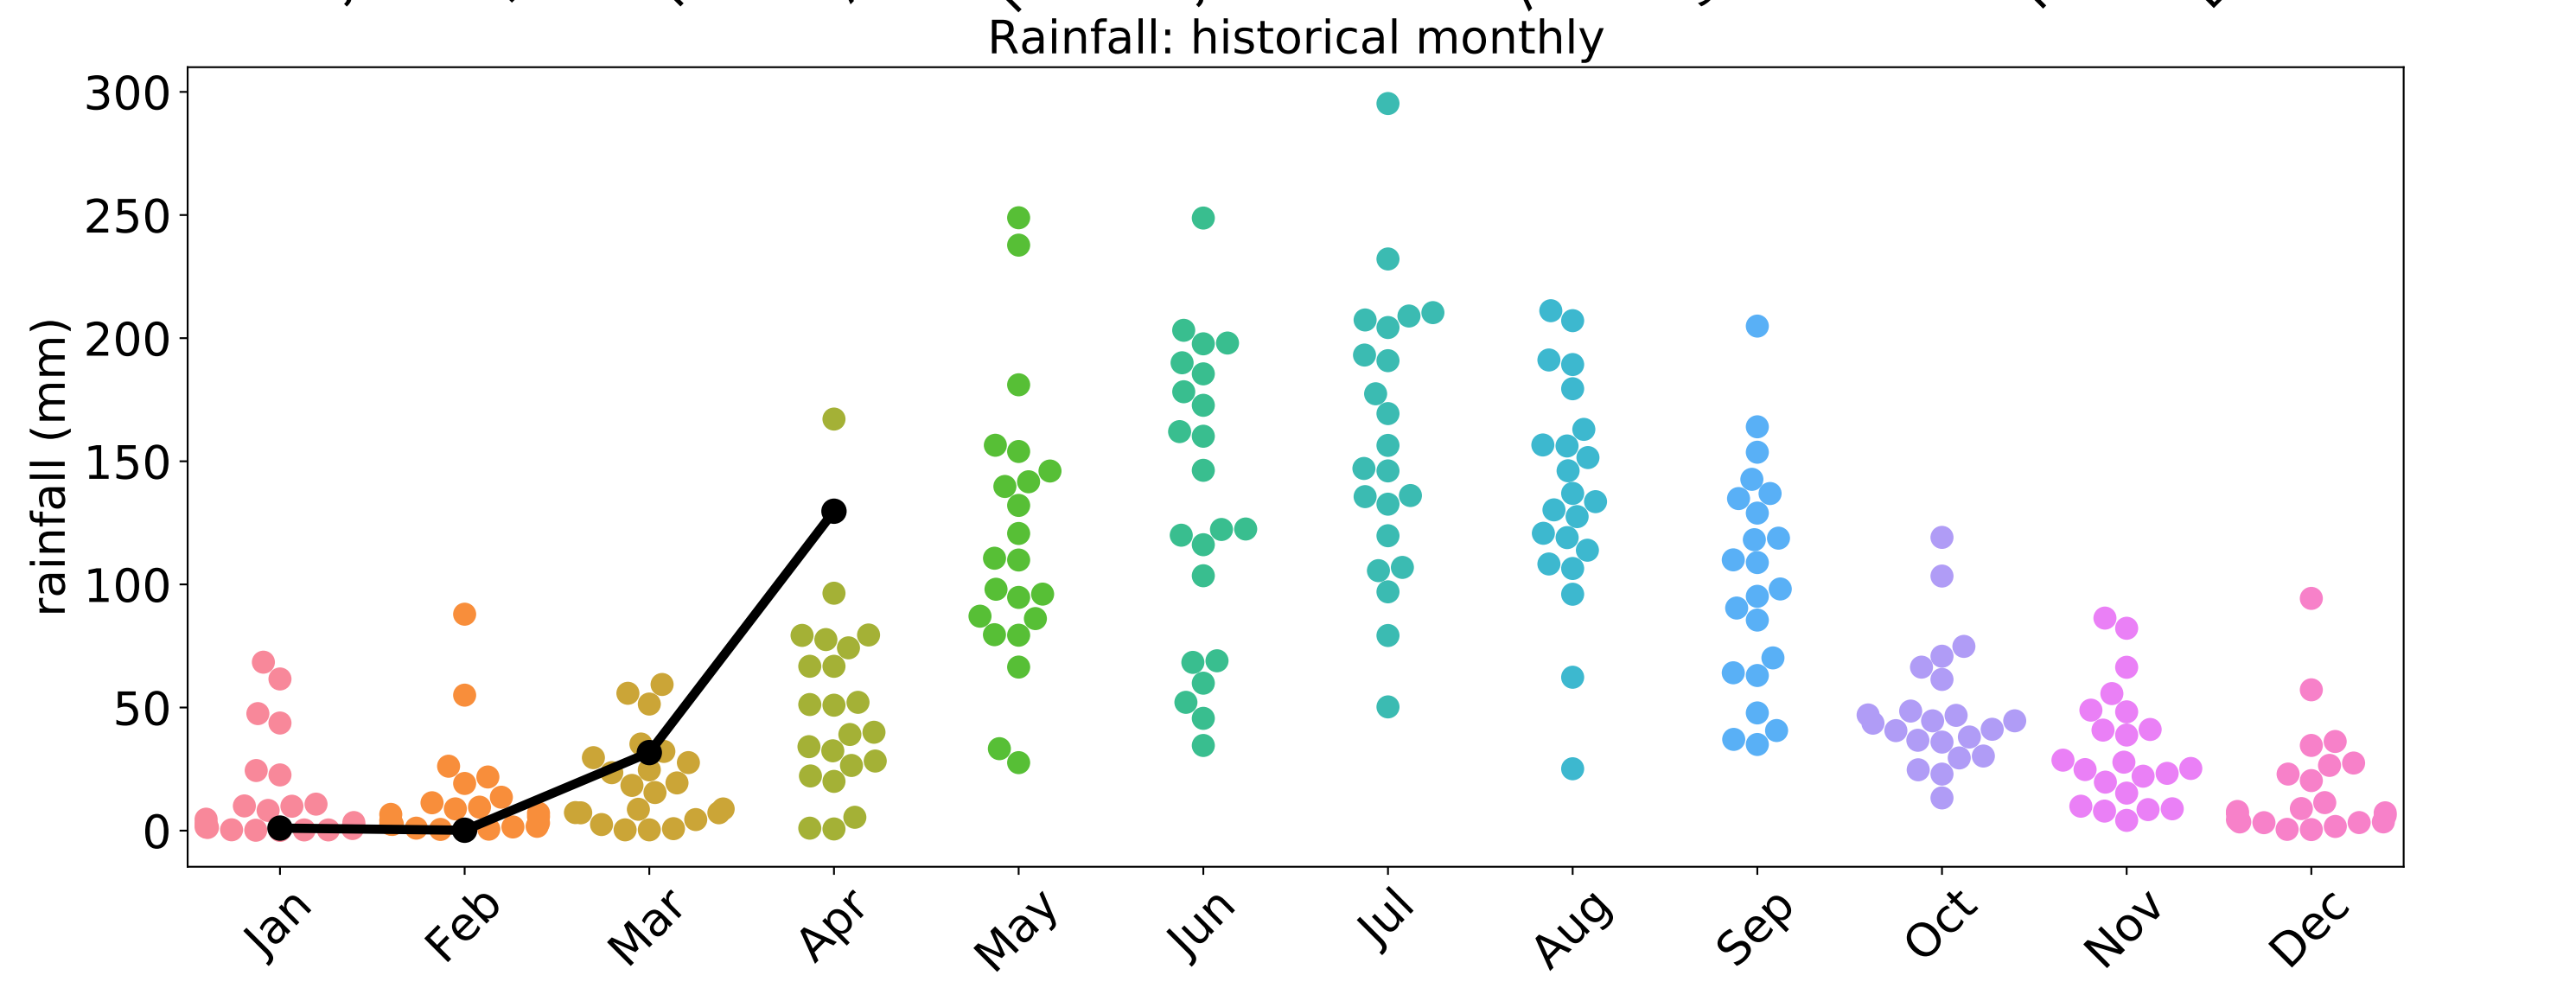 Rainfall: historical monthly
300
250
200
150
100
50
0
rainfall (mm)
Jan
Feb
Mar
Apr
May
Jun
Jul
Aug
Sep
Oct
Nov
Dec